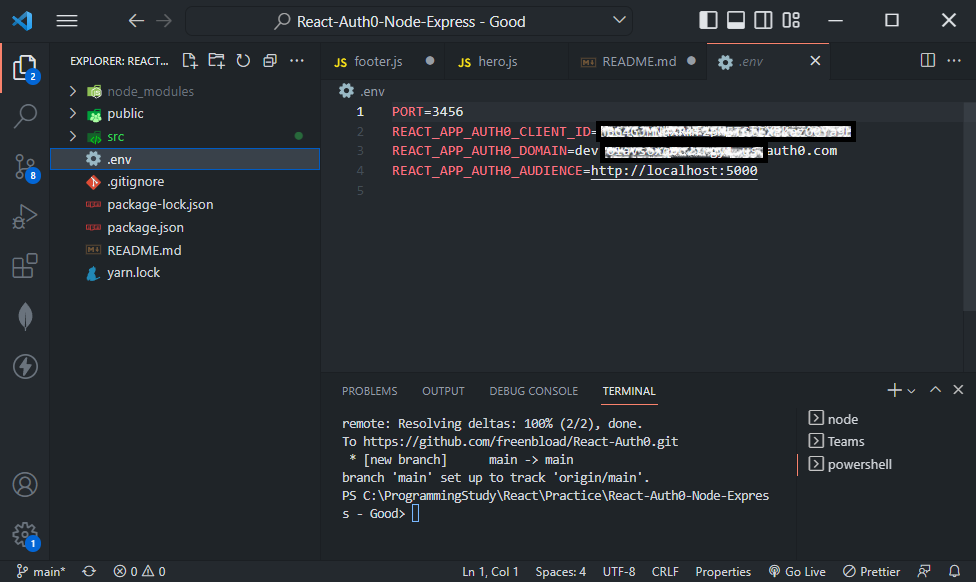 React-Auth0-Node-Express - Good
EXPLORER: REACT...
2
node_modules
public
src
.env
.gitignore
package-lock.json
package.json
README.md
yarn.lock
8
1
JS footer.js
JS hero.js
README.md
.env
.env
1 PORT=3456
2 REACT_APP_AUTH0_CLIENT_ID=
3 REACT_APP_AUTH0_DOMAIN=dev auth0.com
4 REACT_APP_AUTH0_AUDIENCE=http://localhost:5000
5
PROBLEMS OUTPUT DEBUG CONSOLE TERMINAL
remote: Resolving deltas: 100% (2/2), done.
To https://github.com/freenbload/React-Auth0.git
* [new branch] main -> main
branch 'main' set up to track 'origin/main'.
PS C:\ProgrammingStudy\React\Practice\React-Auth0-Node-Expres
s - Good>
node
Teams
powershell
main* 0 0 Ln 1, Col 1 Spaces: 4 UTF-8 CRLF Properties Go Live Prettier